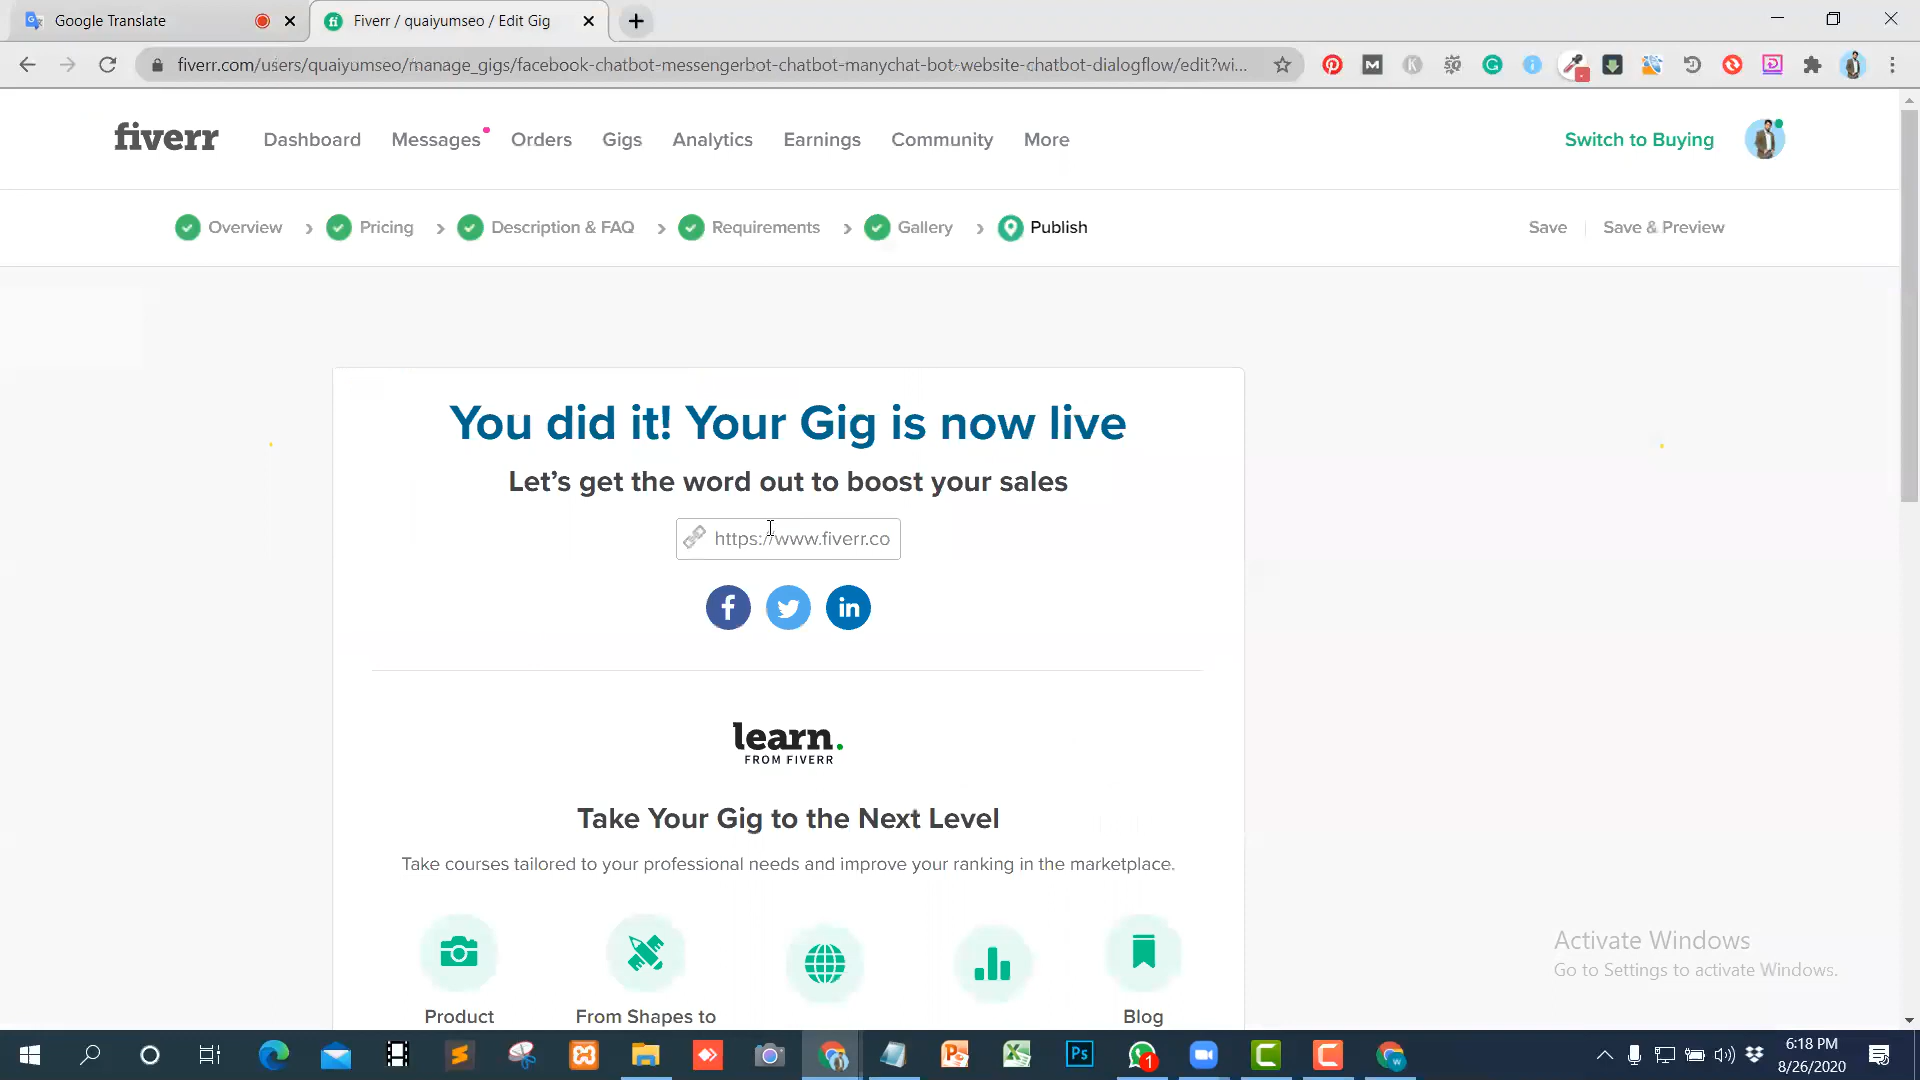 Google Translate
Fiverr / quaiyumseo / Edit Gig
fiverr.com/users/quaiyumseo/manage_gigs/facebook-chatbot-messengerbot-chatbot-manychat-bot-website-chatbot-dialogflow/edit?wi...
fiverr Dashboard Messages Orders Gigs Analytics Earnings Community More Switch to Buying
Overview Pricing Description & FAQ Requirements Gallery Publish Save Save & Preview
You did it! Your Gig is now live
Let's get the word out to boost your sales
https://www.fiverr.co
learn.
FROM FIVERR
Take Your Gig to the Next Level
Take courses tailored to your professional needs and improve your ranking in the marketplace.
Product From Shapes to Blog
Activate Windows
Go to Settings to activate Windows.
6:18 PM
8/26/2020